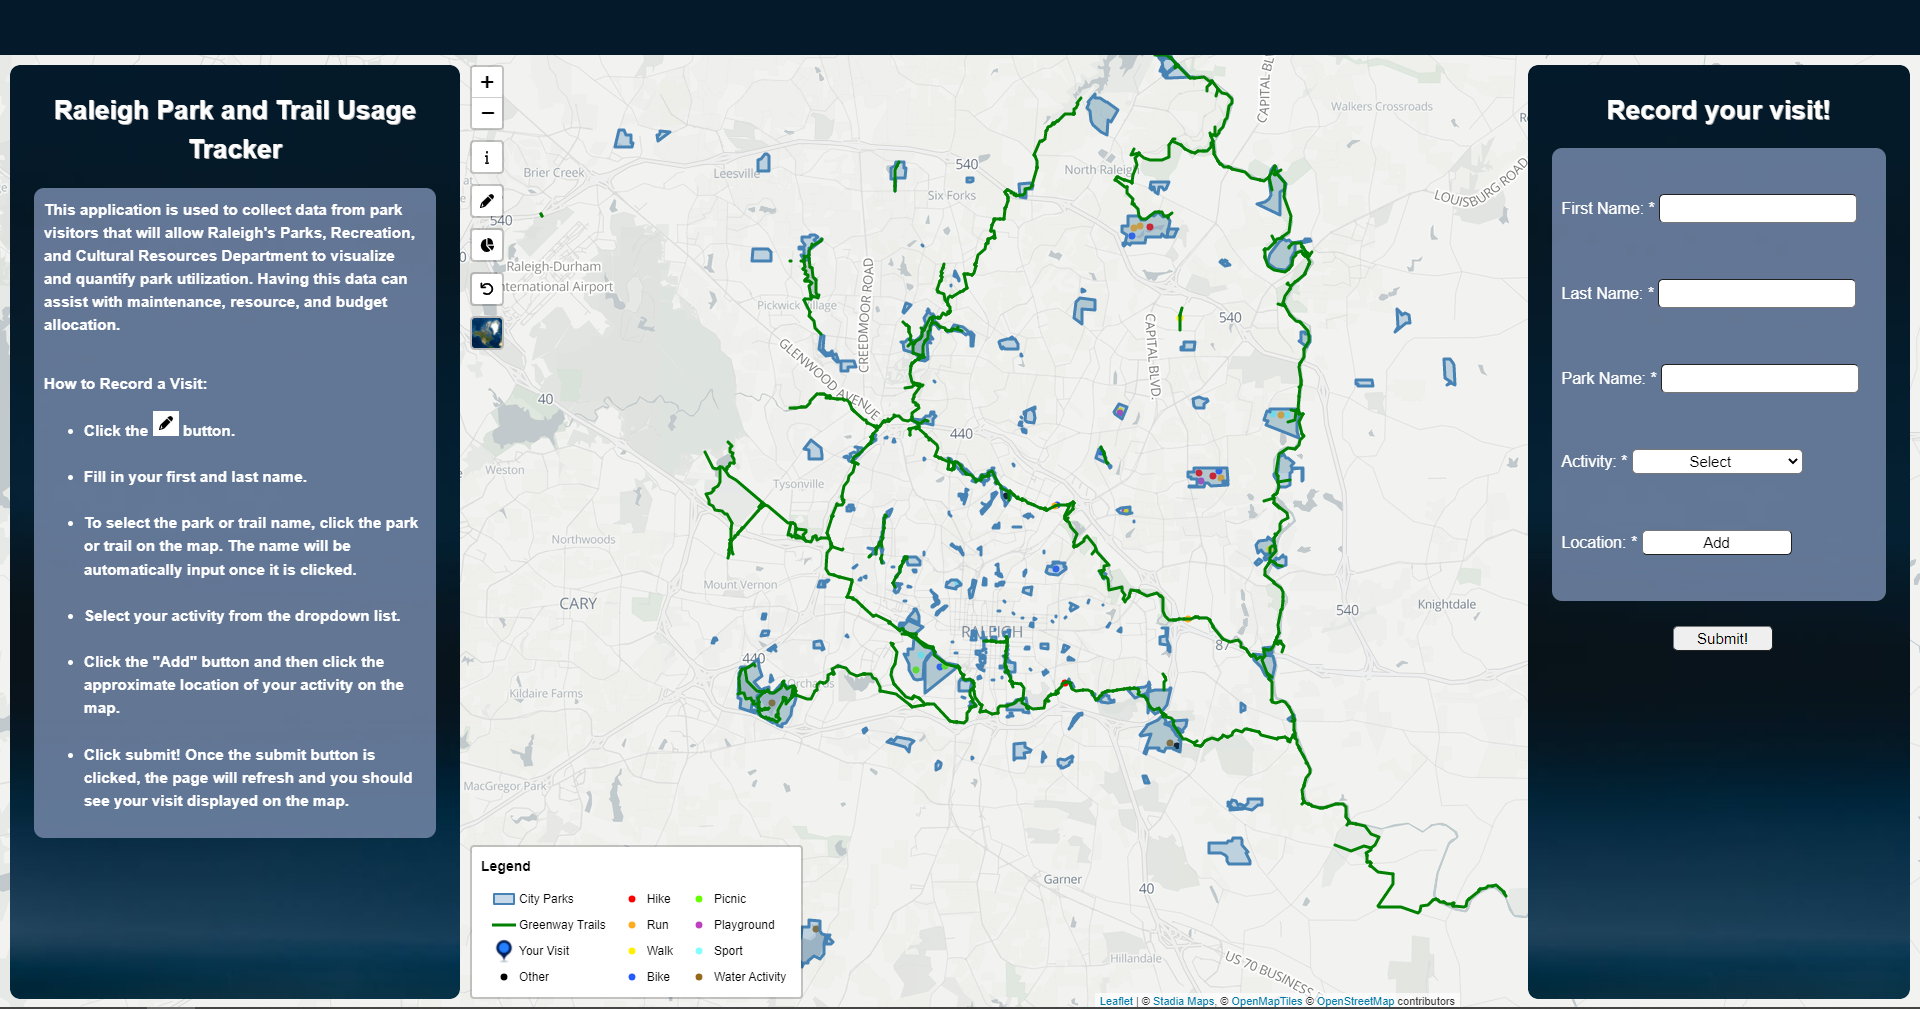 Raleigh Park and Trail Usage
Tracker
This application is used to collect data from park
visitors that will allow Raleigh's Parks, Recreation,
and Cultural Resources Department to visualize
and quantify park utilization. Having this data can
assist with maintenance, resource, and budget
allocation.
How to Record a Visit:
• Click the button.
• Fill in your first and last name.
• To select the park or trail name, click the park
or trail on the map. The name will be
automatically input once it is clicked.
• Select your activity from the dropdown list.
• Click the "Add" button and then click the
approximate location of your activity on the
map.
• Click submit! Once the submit button is
clicked, the page will refresh and you should
see your visit displayed on the map.
+
−
i
CAPITAL BL
Walkers Crossroads
Brier Creek
Leesville
540
Six Forks
North Raleigh
LOUISBURG ROAD
540
Raleigh-Durham
International Airport
Pickwick Village
CREEDMOOR ROAD
GLENWOOD AVENUE
CAPITAL BLVD.
540
40
440
Weston
Tysonville
Northwoods
Mount Vernon
CARY
RALEIGH
540
Knightdale
87
440
Orchards
Kildaire Farms
MacGregor Park
Garner
40
Hillandale
US 70 BUSINESS
Legend
City Parks
Hike
Picnic
Greenway Trails
Run
Playground
Your Visit
Walk
Sport
Other
Bike
Water Activity
Leaflet | © Stadia Maps, © OpenMapTiles © OpenStreetMap contributors
Record your visit!
First Name: *
Last Name: *
Park Name: *
Activity: * Select
Location: * Add
Submit!